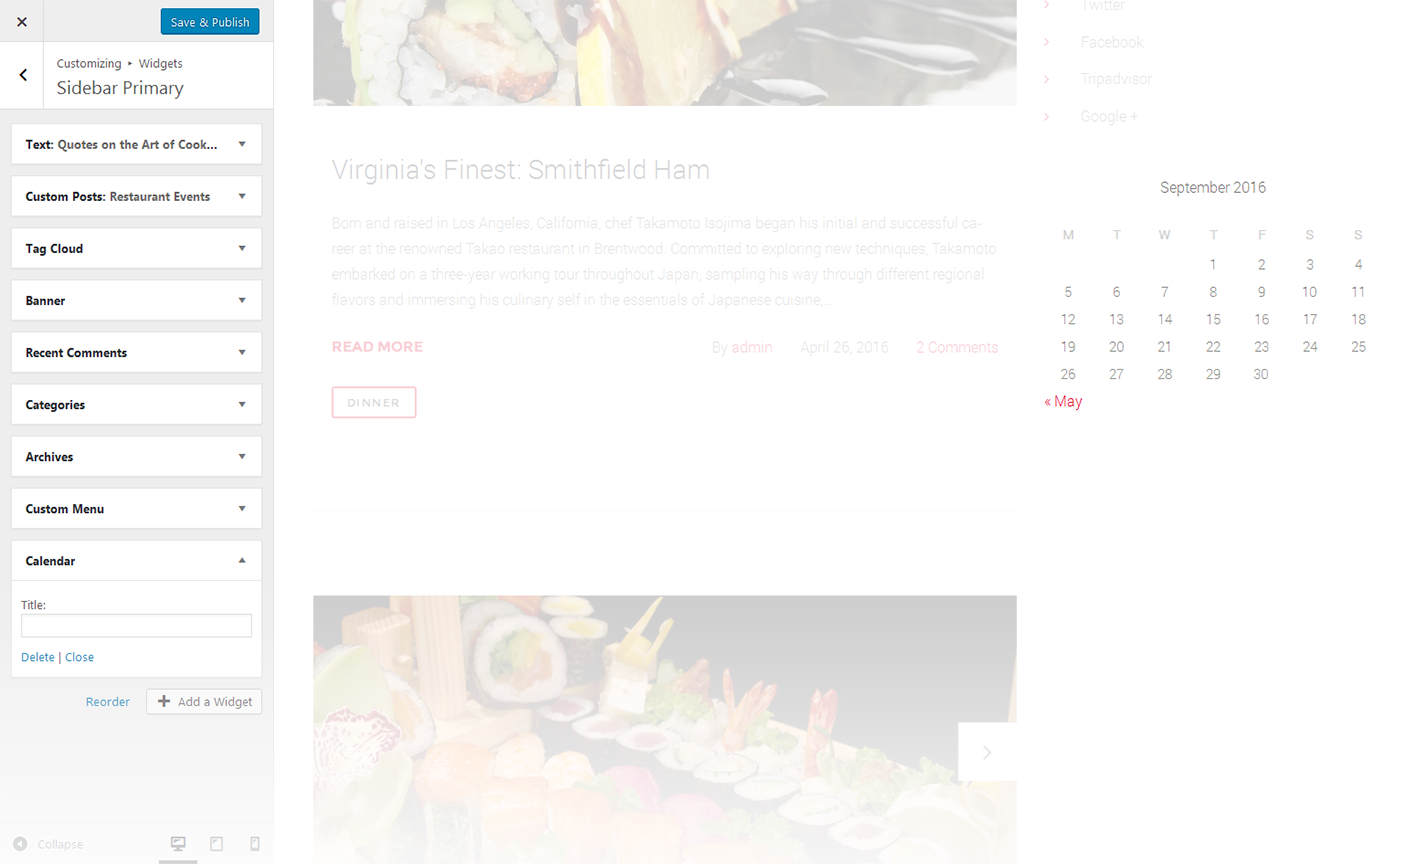 Save & Publish
Customizing ▸ Widgets
Sidebar Primary
Text: Quotes on the Art of Cook...
Custom Posts: Restaurant Events
Tag Cloud
Banner
Recent Comments
Categories
Archives
Custom Menu
Calendar
Title:
Delete | Close
Reorder
Add a Widget
Collapse
Virginia's Finest: Smithfield Ham
Born and raised in Los Angeles, California, chef Takamoto Isojima began his initial and successful ca-
reer at the renowned Takao restaurant in Brentwood. Committed to exploring new techniques, Takamoto
embarked on a three-year working tour throughout Japan, sampling his way through different regional
flavors and immersing his culinary self in the essentials of Japanese cuisine,...
READ MORE
By admin
April 26, 2016
2 Comments
DINNER
Twitter
Facebook
Tripadvisor
Google +
September 2016
M T W T F S S
1 2 3 4
5 6 7 8 9 10 11
12 13 14 15 16 17 18
19 20 21 22 23 24 25
26 27 28 29 30
« May